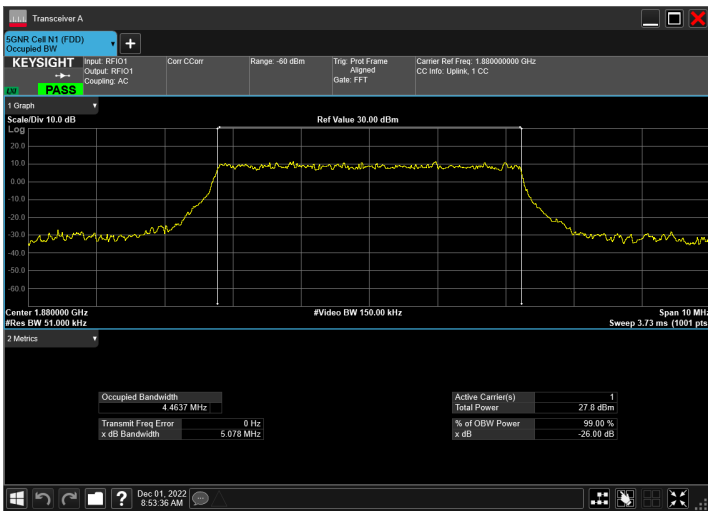 Transceiver A
5GNR Cell N1 (FDD)
Occupied BW
KEYSIGHT
LXI
PASS
Input: RFIO1
Output: RFIO1
Coupling: AC
Corr CCorr
Range: -60 dBm
Trig: Prot Frame
Aligned
Gate: FFT
Carrier Ref Freq: 1.880000000 GHz
CC Info: Uplink, 1 CC
1 Graph
Scale/Div 10.0 dB
Ref Value 30.00 dBm
Log
20.0
10.0
0.00
-10.0
-20.0
-30.0
-40.0
-50.0
-60.0
Center 1.880000 GHz
#Video BW 150.00 kHz
Span 10 MHz
#Res BW 51.000 kHz
Sweep 3.73 ms (1001 pts
2 Metrics
Occupied Bandwidth
4.4637 MHz
Transmit Freq Error 0 Hz
x dB Bandwidth 5.078 MHz
Active Carrier(s) 1
Total Power 27.8 dBm
% of OBW Power 99.00 %
x dB -26.00 dB
Dec 01, 2022
8:53:36 AM